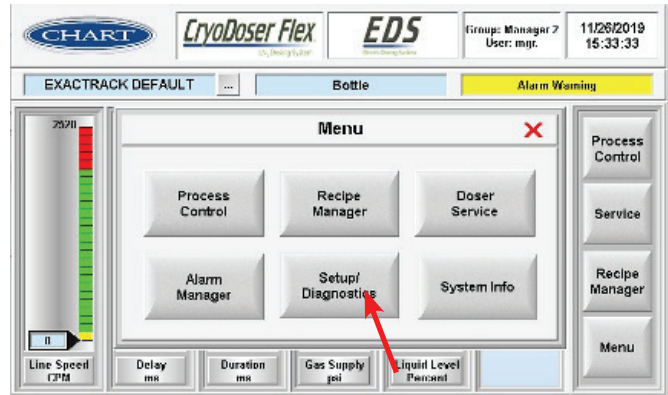 CHART
CryoDoser Flex
EDS
Group: Manager 2
User: mgr.
11/26/2019
15:33:33
EXACTRACK DEFAULT
...
Bottle
Alarm Warning
2520
0
Line Speed
CPM
Menu
X
Process
Control
Recipe
Manager
Doser
Service
Alarm
Manager
Setup/
Diagnostics
System Info
Delay
ms
Duration
ms
Gas Supply
psi
Liquid Level
Percent
Process
Control
Service
Recipe
Manager
Menu